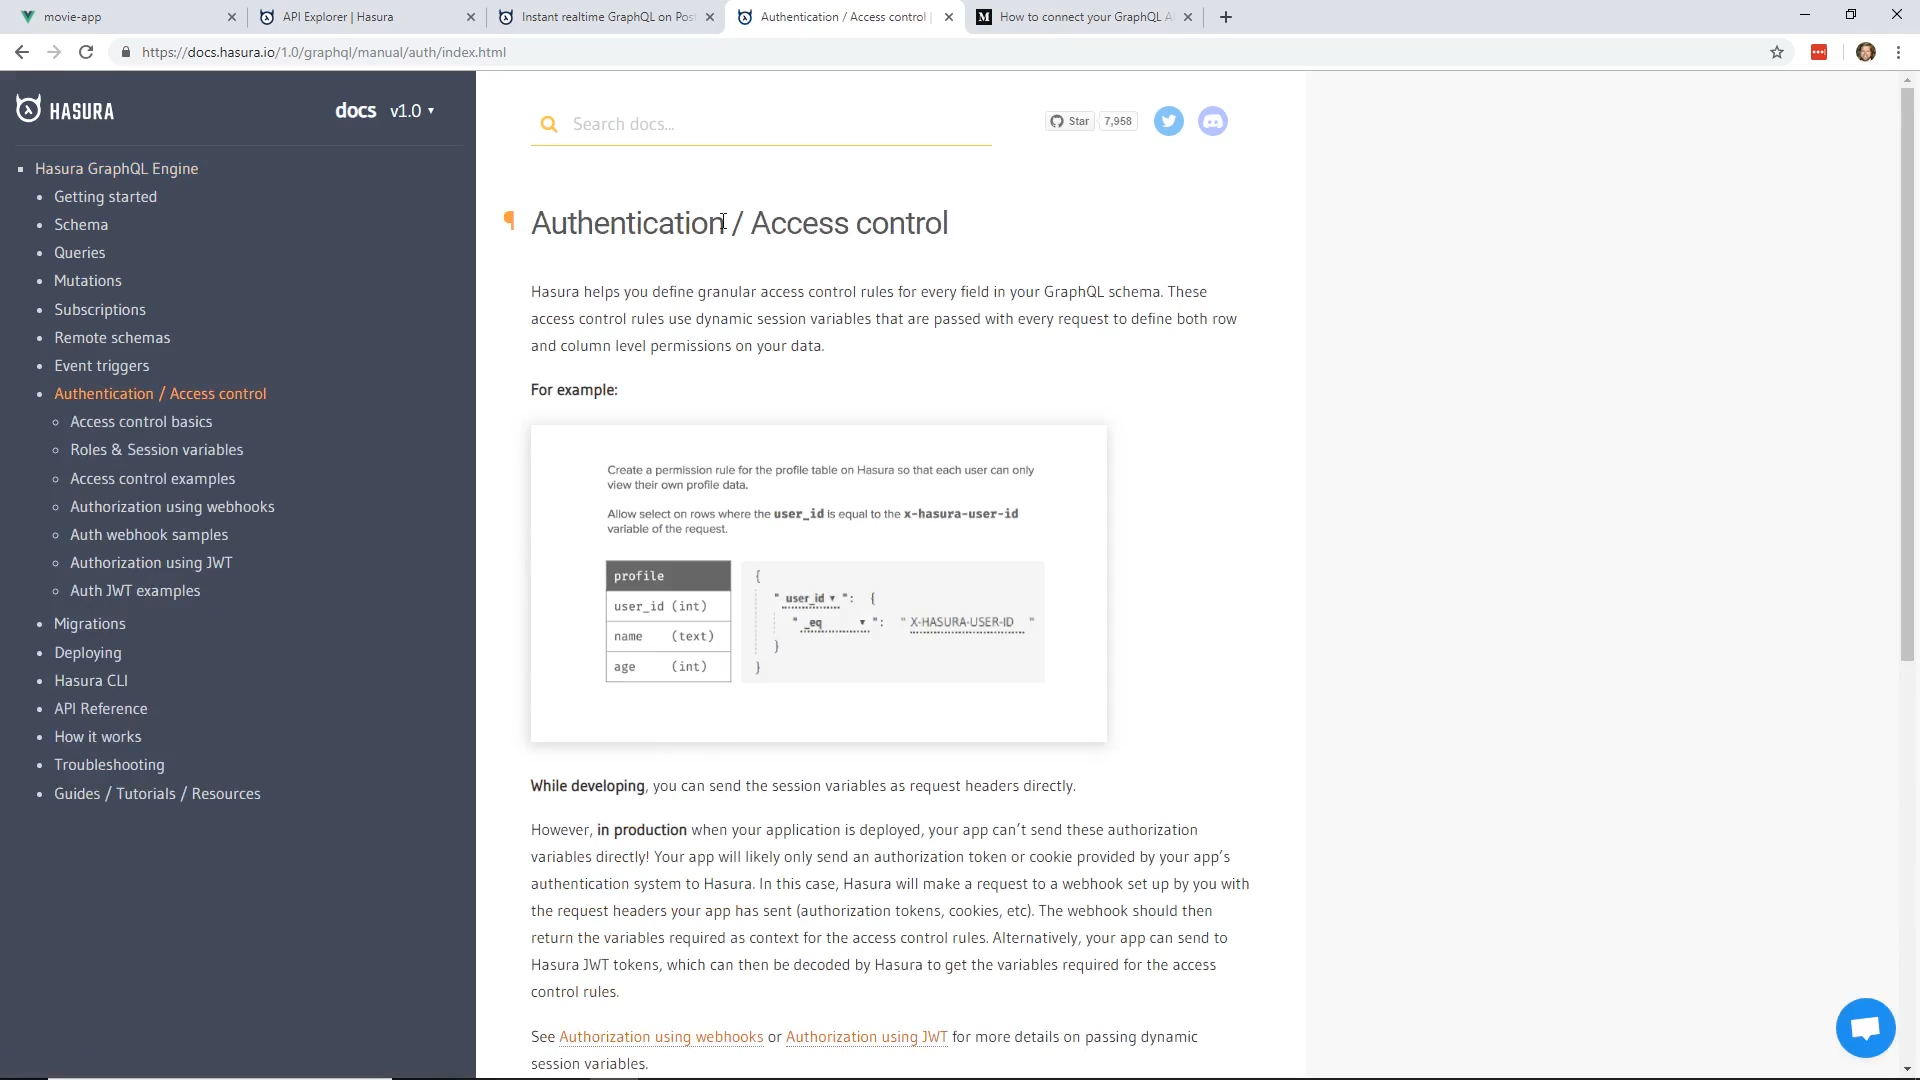 movie-app
API Explorer | Hasura
Instant realtime GraphQL on Pos
Authentication / Access control |
How to connect your GraphQL A
https://docs.hasura.io/1.0/graphql/manual/auth/index.html
HASURA
docs v1.0 ▾
Search docs...
Star 7,958
Hasura GraphQL Engine
Getting started
Schema
Queries
Mutations
Subscriptions
Remote schemas
Event triggers
Authentication / Access control
Access control basics
Roles & Session variables
Access control examples
Authorization using webhooks
Auth webhook samples
Authorization using JWT
Auth JWT examples
Migrations
Deploying
Hasura CLI
API Reference
How it works
Troubleshooting
Guides / Tutorials / Resources
¶ Authentication / Access control
Hasura helps you define granular access control rules for every field in your GraphQL schema. These
access control rules use dynamic session variables that are passed with every request to define both row
and column level permissions on your data.
For example:
Create a permission rule for the profile table on Hasura so that each user can only
view their own profile data.
Allow select on rows where the user_id is equal to the x-hasura-user-id
variable of the request.
profile
user_id (int)
name (text)
age (int)
{
" user_id ▾ ": {
" _eq ▾ ": " X-HASURA-USER-ID "
}
}
While developing, you can send the session variables as request headers directly.
However, in production when your application is deployed, your app can’t send these authorization
variables directly! Your app will likely only send an authorization token or cookie provided by your app’s
authentication system to Hasura. In this case, Hasura will make a request to a webhook set up by you with
the request headers your app has sent (authorization tokens, cookies, etc). The webhook should then
return the variables required as context for the access control rules. Alternatively, your app can send to
Hasura JWT tokens, which can then be decoded by Hasura to get the variables required for the access
control rules.
See Authorization using webhooks or Authorization using JWT for more details on passing dynamic
session variables.